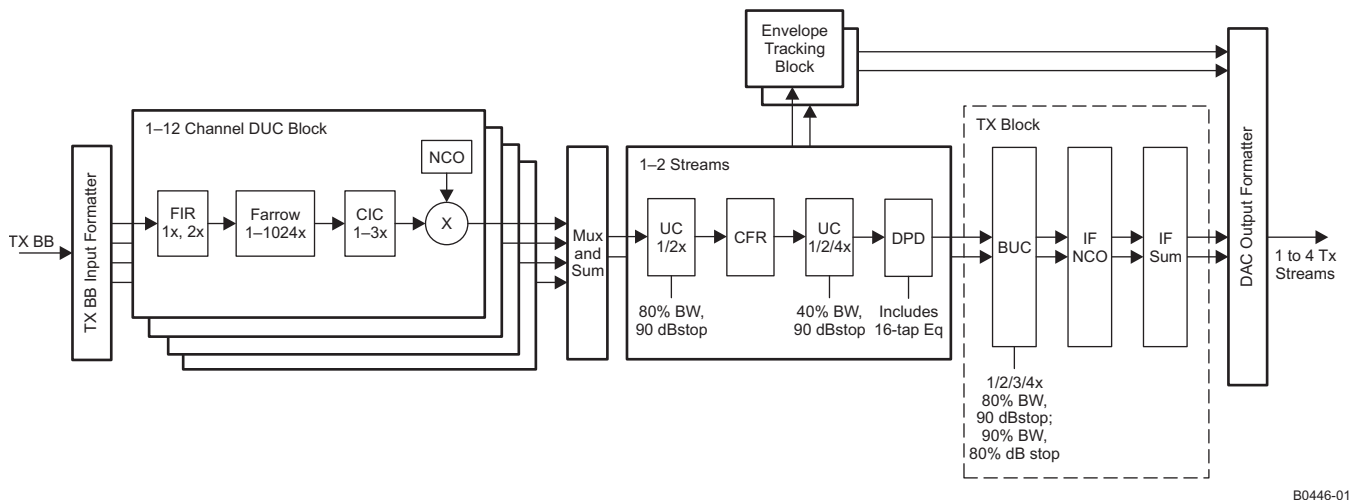 Envelope
Tracking
Block
1–12 Channel DUC Block
NCO
TX BB
TX BB Input Formatter
FIR
1x, 2x
Farrow
1–1024x
CIC
1–3x
X
Mux
and
Sum
1–2 Streams
UC
1/2x
CFR
UC
1/2/4x
DPD
80% BW,
90 dBstop
40% BW,
90 dBstop
Includes
16-tap Eq
TX Block
BUC
IF
NCO
IF
Sum
1/2/3/4x
80% BW,
90 dBstop;
90% BW,
80% dB stop
DAC Output Formatter
1 to 4 Tx
Streams
B0446-01